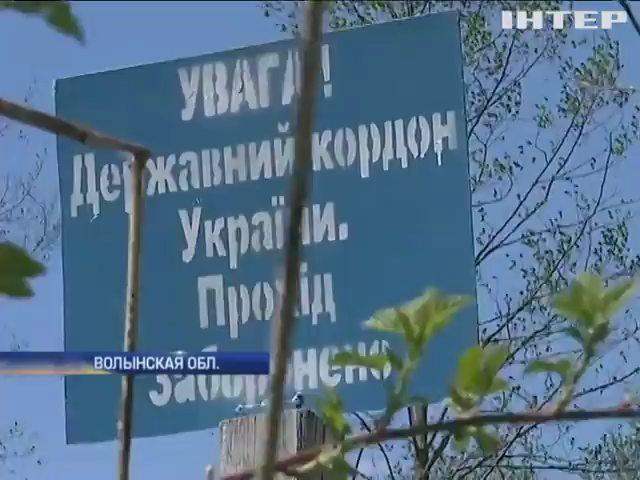 ІНТЕР
УВАГА!
Державний кордон
України.
Прохід
Заборонено
ВОЛЫНСКАЯ ОБЛ.